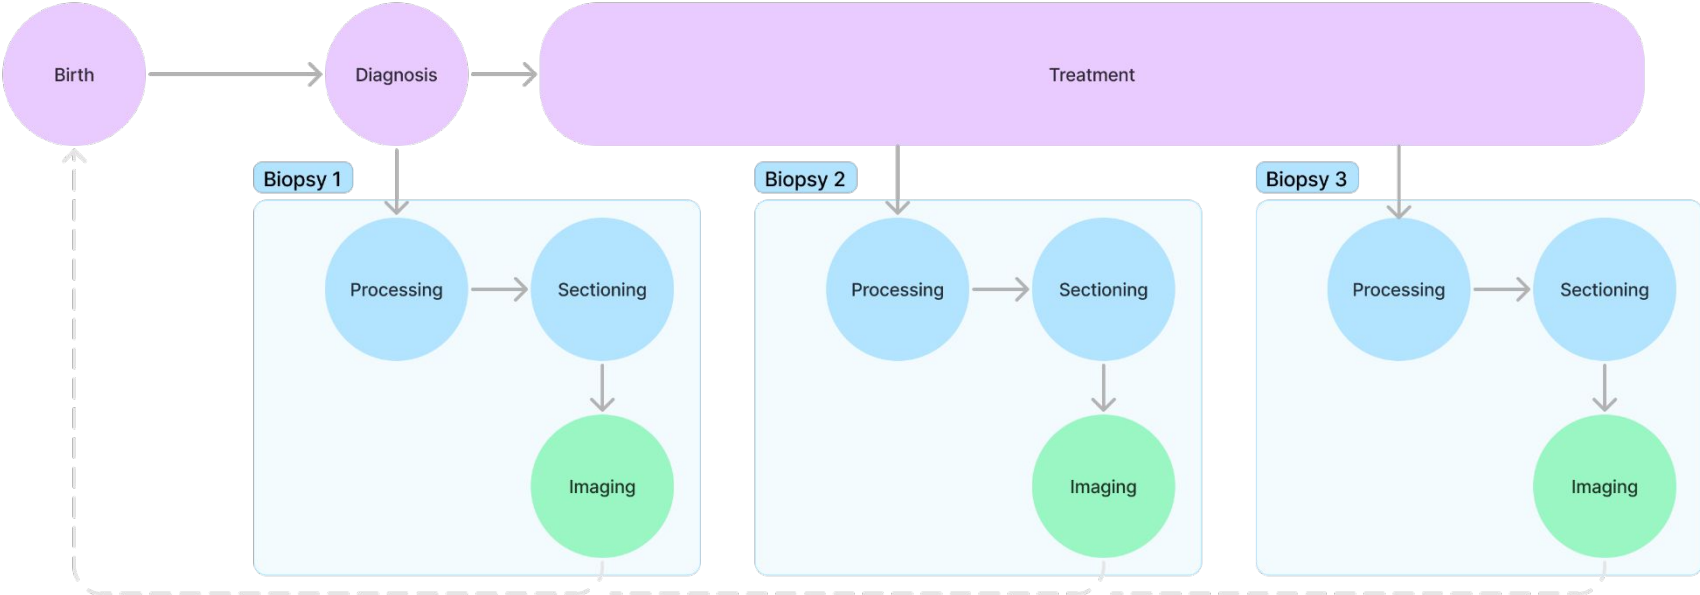 Birth
Diagnosis
Treatment
Biopsy 1
Biopsy 2
Biopsy 3
Processing
Sectioning
Processing
Sectioning
Processing
Sectioning
Imaging
Imaging
Imaging